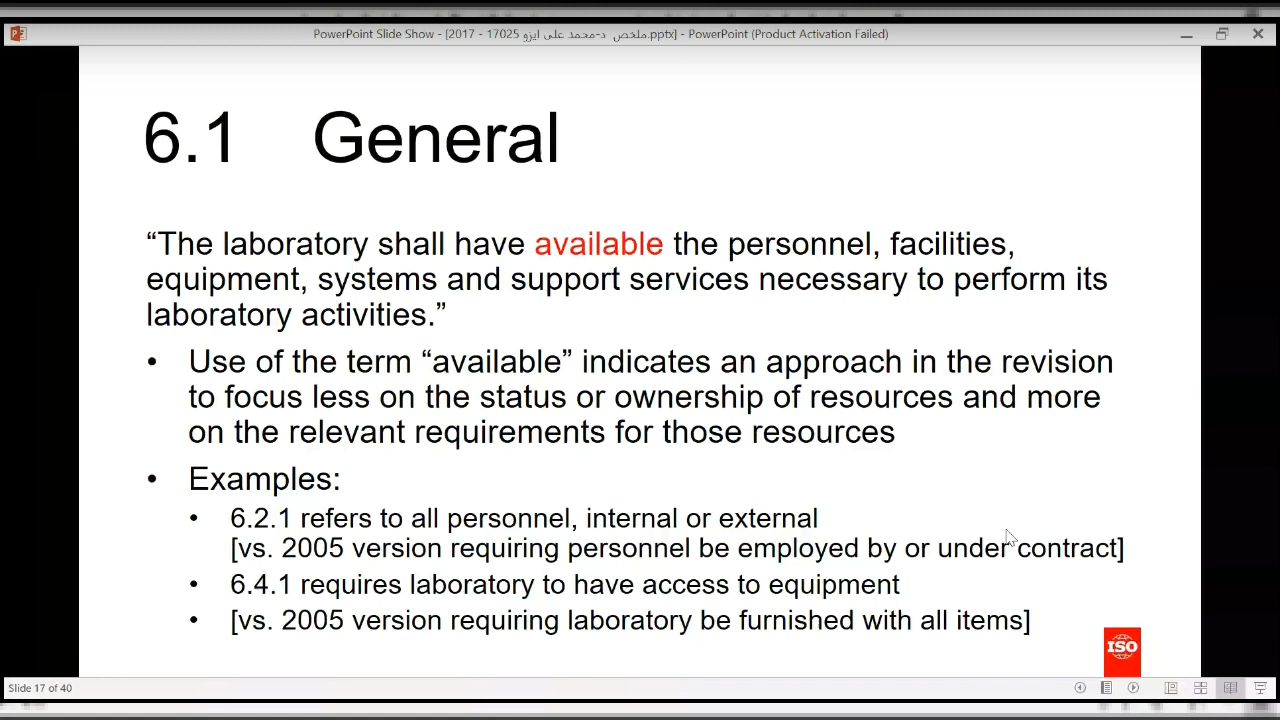 PowerPoint Slide Show - [2017 - 17025 ملخص د-محمد على ايزو.pptx] - PowerPoint (Product Activation Failed)
6.1 General
“The laboratory shall have available the personnel, facilities,
equipment, systems and support services necessary to perform its
laboratory activities.”
• Use of the term “available” indicates an approach in the revision
to focus less on the status or ownership of resources and more
on the relevant requirements for those resources
• Examples:
• 6.2.1 refers to all personnel, internal or external
[vs. 2005 version requiring personnel be employed by or under contract]
• 6.4.1 requires laboratory to have access to equipment
• [vs. 2005 version requiring laboratory be furnished with all items]
ISO
Slide 17 of 40